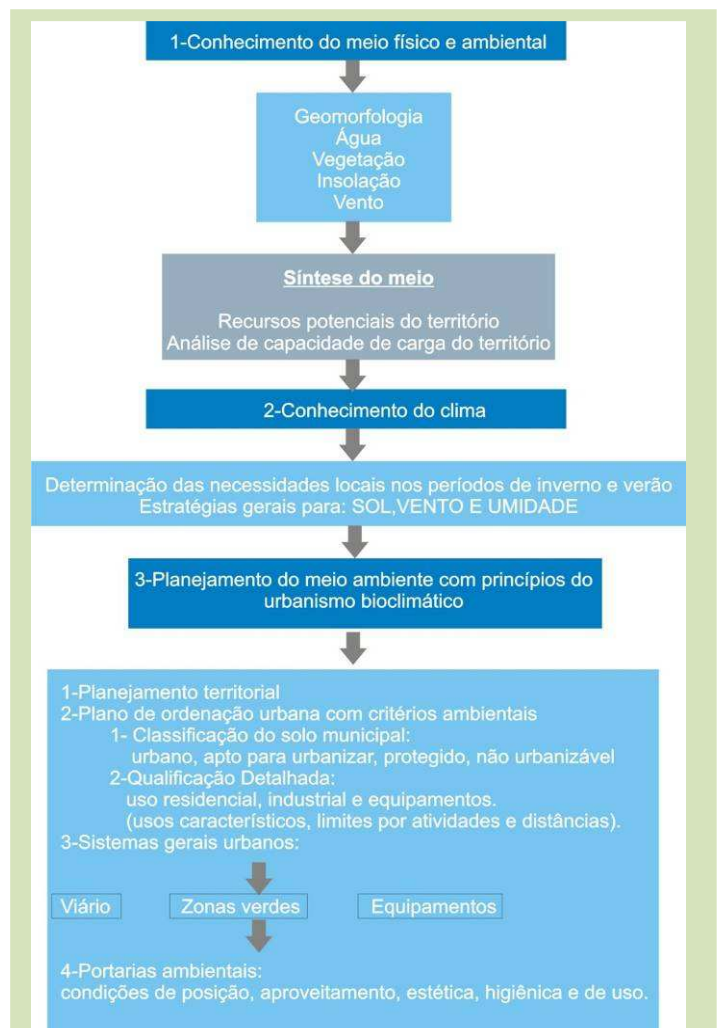 1-Conhecimento do meio físico e ambiental
Geomorfologia
Água
Vegetação
Insolação
Vento
Síntese do meio
Recursos potenciais do território
Análise de capacidade de carga do território
2-Conhecimento do clima
Determinação das necessidades locais nos períodos de inverno e verão
Estratégias gerais para: SOL,VENTO E UMIDADE
3-Planejamento do meio ambiente com princípios do
urbanismo bioclimático
1-Planejamento territorial
2-Plano de ordenação urbana com critérios ambientais
1- Classificação do solo municipal:
urbano, apto para urbanizar, protegido, não urbanizável
2-Qualificação Detalhada:
uso residencial, industrial e equipamentos.
(usos característicos, limites por atividades e distâncias).
3-Sistemas gerais urbanos:
Viário Zonas verdes Equipamentos
4-Portarias ambientais:
condições de posição, aproveitamento, estética, higiênica e de uso.